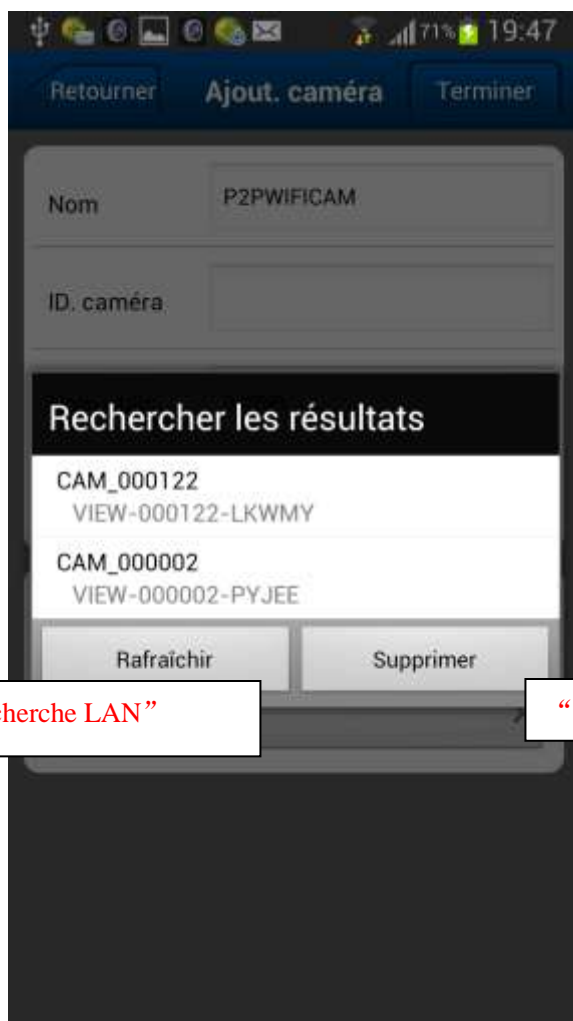 71% 19:47
Retourner Ajout. caméra Terminer
Nom P2PWIFICAM
ID. caméra
Rechercher les résultats
CAM_000122
VIEW-000122-LKWMY
CAM_000002
VIEW-000002-PYJEE
Rafraîchir Supprimer
cherche LAN” “